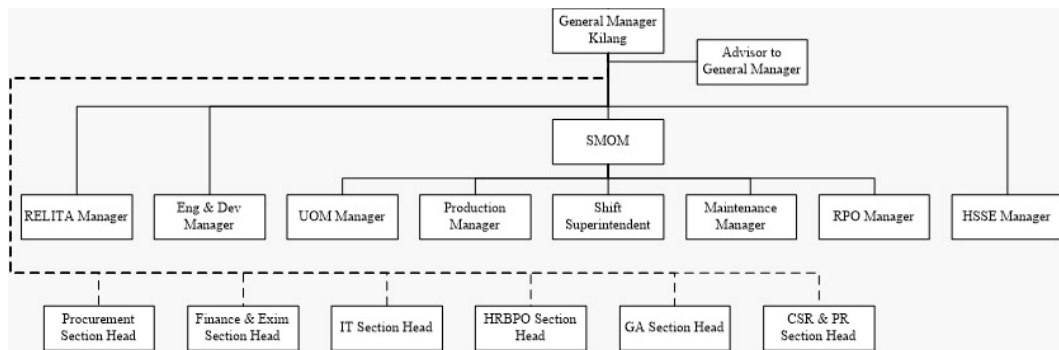 General Manager
Kilang
Advisor to
General Manager
SMOM
RELITA Manager
Eng & Dev
Manager
UOM Manager
Production
Manager
Shift
Superintendent
Maintenance
Manager
RPO Manager
HSSE Manager
Procurement
Section Head
Finance & Exim
Section Head
IT Section Head
HRBPO Section
Head
GA Section Head
CSR & PR
Section Head